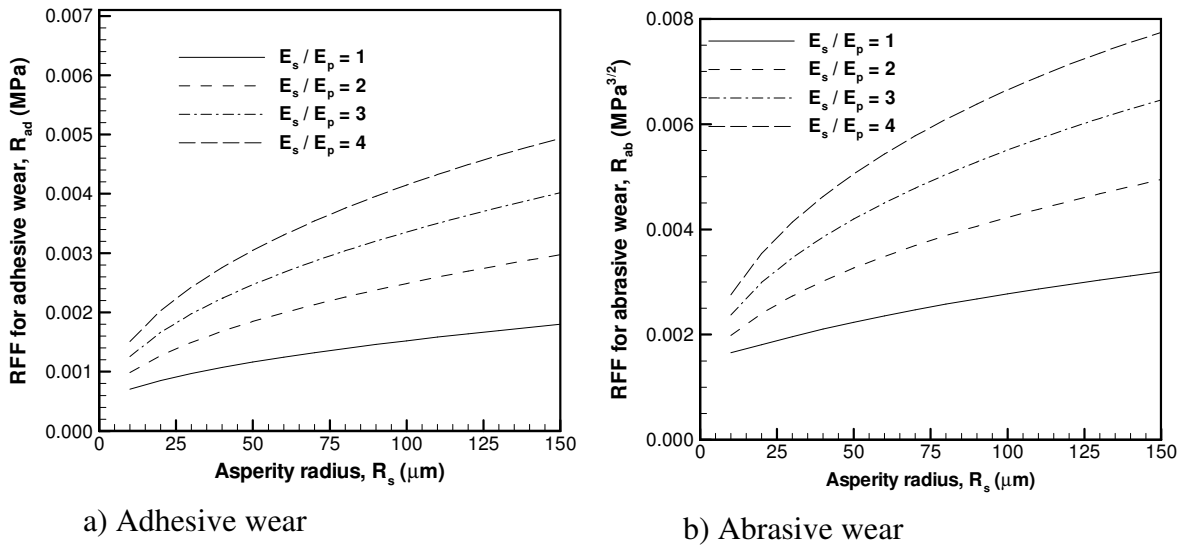 RFF for adhesive wear, R_ad (MPa)
0.007
0.006
0.005
0.004
0.003
0.002
0.001
0.000
E_s / E_p = 1
E_s / E_p = 2
E_s / E_p = 3
E_s / E_p = 4
0 25 50 75 100 125 150
Asperity radius, R_s (μm)
a) Adhesive wear
RFF for abrasive wear, R_ab (MPa^3/2)
0.008
0.006
0.004
0.002
0.000
E_s / E_p = 1
E_s / E_p = 2
E_s / E_p = 3
E_s / E_p = 4
0 25 50 75 100 125 150
Asperity radius, R_s (μm)
b) Abrasive wear